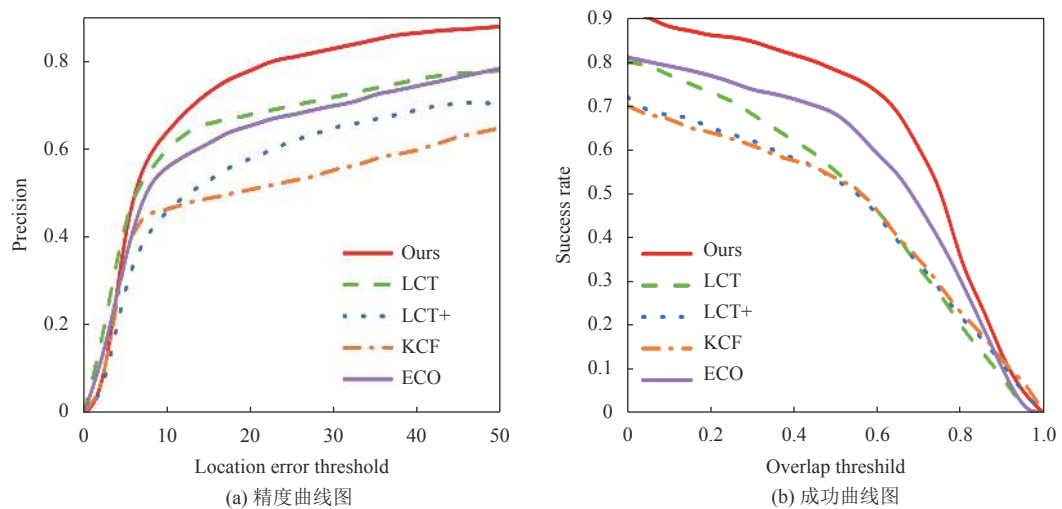 0.8
0.6
0.4
0.2
0
Precision
Ours
LCT
LCT+
KCF
ECO
0 10 20 30 40 50
Location error threshold
(a) 精度曲线图
0.9
0.8
0.7
0.6
0.5
0.4
0.3
0.2
0.1
0
Success rate
Ours
LCT
LCT+
KCF
ECO
0 0.2 0.4 0.6 0.8 1.0
Overlap threshild
(b) 成功曲线图